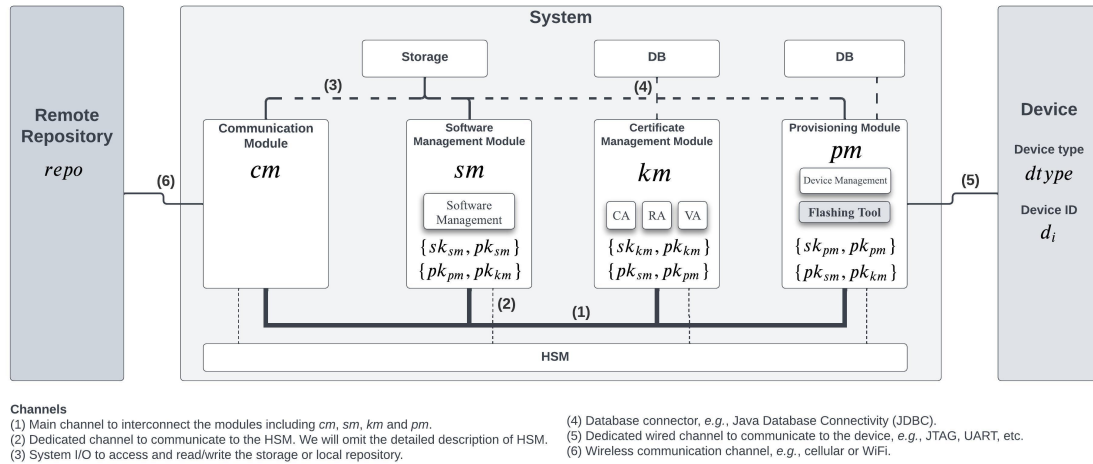 System
Storage
DB
DB
(3)
(4)
Remote
Repository
repo
(6)
Communication
Module
cm
Software
Management Module
sm
Software
Management
{sk_sm, pk_sm}
{pk_pm, pk_km}
Certificate
Management Module
km
CA RA VA
{sk_km, pk_km}
{pk_sm, pk_pm}
Provisioning Module
pm
Device Management
Flashing Tool
{sk_pm, pk_pm}
{pk_sm, pk_km}
(5)
Device
Device type
dtype
Device ID
d_i
(2)
(1)
HSM
Channels
(1) Main channel to interconnect the modules including cm, sm, km and pm.
(2) Dedicated channel to communicate to the HSM. We will omit the detailed description of HSM.
(3) System I/O to access and read/write the storage or local repository.
(4) Database connector, e.g., Java Database Connectivity (JDBC).
(5) Dedicated wired channel to communicate to the device, e.g., JTAG, UART, etc.
(6) Wireless communication channel, e.g., cellular or WiFi.